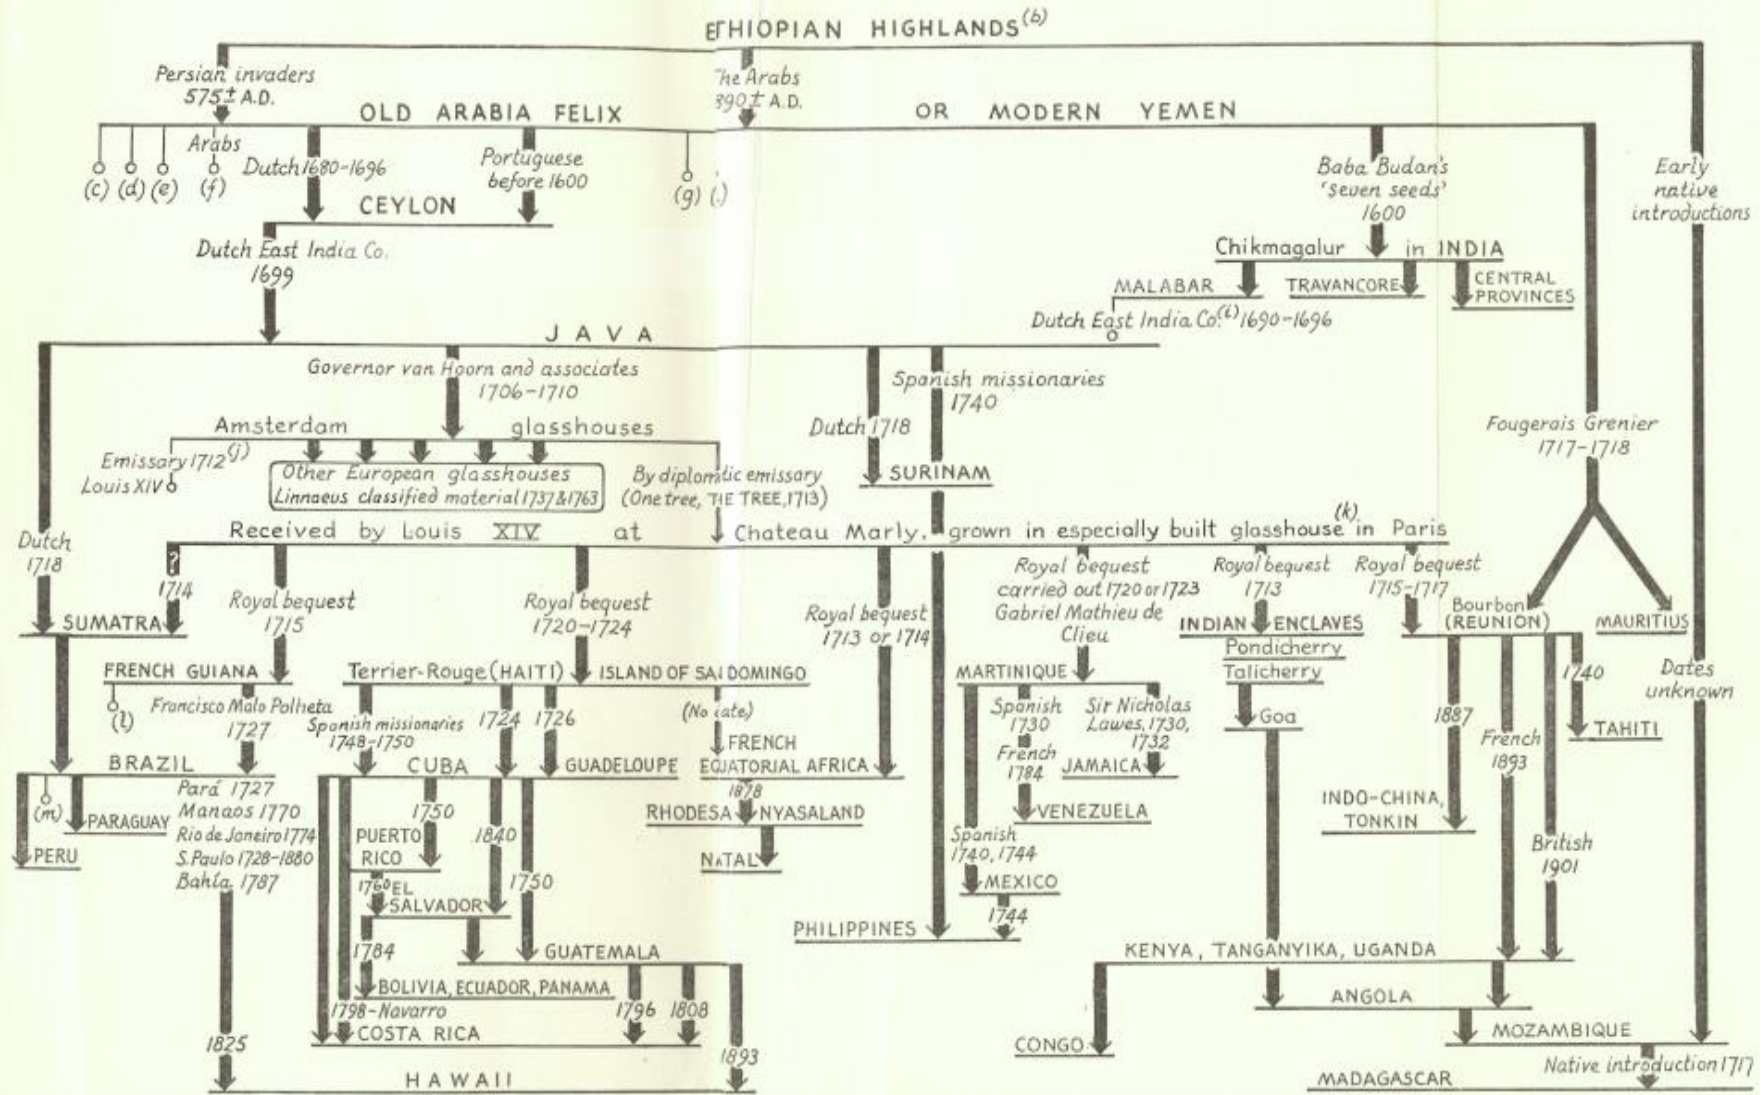 ETHIOPIAN HIGHLANDS(b)
Persian invaders
575± A.D.
The Arabs
890± A.D.
OLD ARABIA FELIX OR MODERN YEMEN
Arabs
(c) (d) (e) (f)
Dutch 1680-1696
Portuguese
before 1600
(g)
Baba Budan's
'seven seeds'
1600
Early
native
introductions
CEYLON
Dutch East India Co.
1699
Chikmagalur in INDIA
MALABAR
TRAVANCORE
CENTRAL
PROVINCES
Dutch East India Co.(i) 1690-1696
JAVA
Governor van Hoorn and associates
1706-1710
Spanish missionaries
1740
Dutch 1718
Fougerais Grenier
1717-1718
Amsterdam glasshouses
Emissary 1712(j)
Louis XIV
Other European glasshouses
Linnaeus classified material 1737 & 1763
By diplomatic emissary
(One tree, THE TREE, 1713)
SURINAM
Received by Louis XIV at Chateau Marly. grown in especially built glasshouse(k) in Paris
Dutch
1718
?
1714
Royal bequest
1715
Royal bequest
1720-1724
Royal bequest
1713 or 1714
Royal bequest
carried out 1720 or 1723
Gabriel Mathieu de
Clieu
Royal bequest
1713
Royal bequest
1715-1717
SUMATRA
INDIAN ENCLAVES
Pondicherry
Talicherry
Bourbon
(REUNION)
MAURITIUS
FRENCH GUIANA
Terrier-Rouge (HAITI) ISLAND OF SAN DOMINGO
MARTINIQUE
Dates
unknown
(l)
Francisco Malo Palheta
1727
Spanish missionaries
1748-1750
1724
1726
(No date)
Spanish
1730
French
1784
Sir Nicholas
Lawes, 1730,
1732
Goa
1887
French
1893
1740
TAHITI
BRAZIL
CUBA
GUADELOUPE
FRENCH
EQUATORIAL AFRICA
JAMAICA
(m)
PARAGUAY
PERU
Pará 1727
Manaos 1770
Rio de Janeiro 1774
S. Paulo 1728-1880
Bahía 1787
1750
PUERTO
RICO
1840
1750
1878
RHODESA NYASALAND
NATAL
VENEZUELA
INDO-CHINA,
TONKIN
British
1901
Spanish
1740, 1744
MEXICO
1744
1760
EL
SALVADOR
PHILIPPINES
1784
GUATEMALA
KENYA, TANGANYIKA, UGANDA
BOLIVIA, ECUADOR, PANAMA
1798-Navarro
1796
1808
COSTA RICA
ANGOLA
CONGO
MOZAMBIQUE
1825
1893
HAWAII
Native introduction 1717
MADAGASCAR